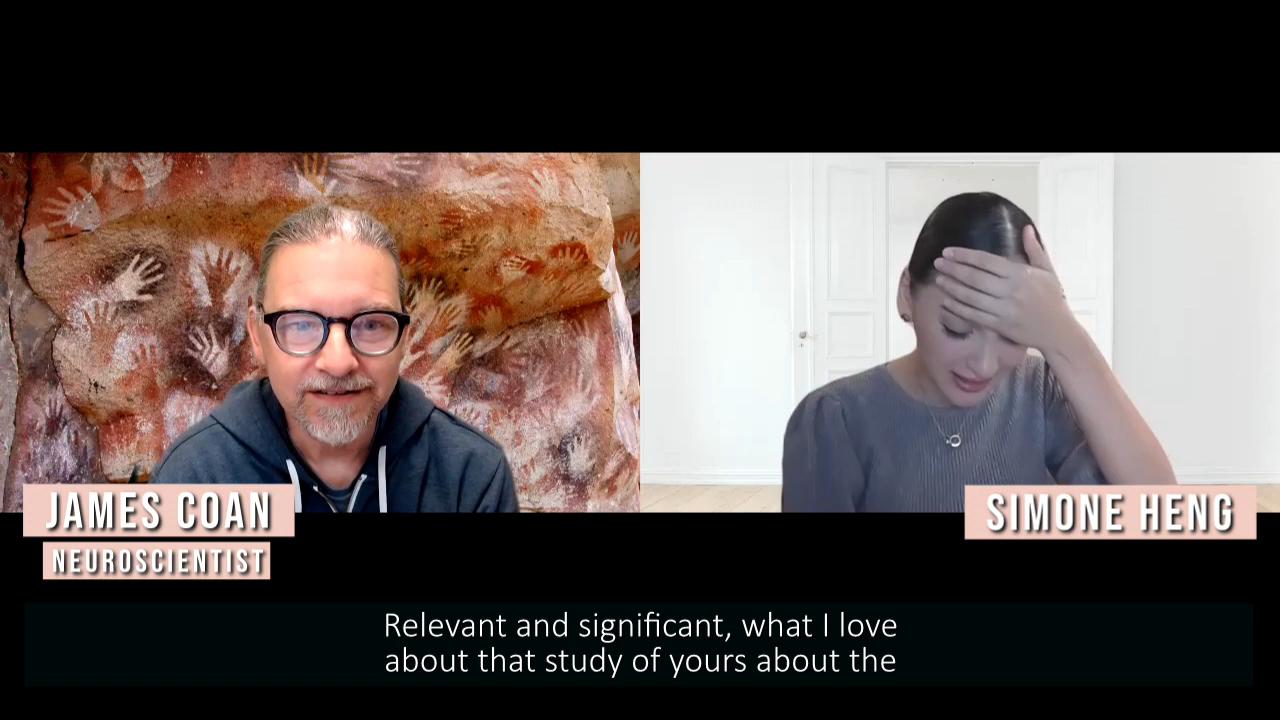 JAMES COAN
NEUROSCIENTIST
SIMONE HENG
Relevant and significant, what I love
about that study of yours about the